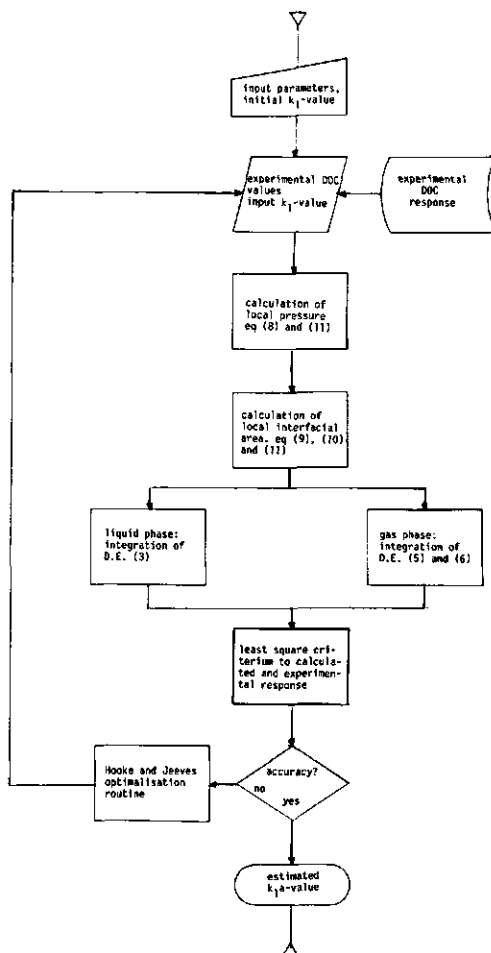 input parameters,
initial k₁-value
experimental DOC
values
input k₁-value
experimental
DOC
response
calculation of
local pressure
eq (8) and (11)
calculation of
local interfacial
area. eq (9), (10)
and (11)
liquid phase:
integration of
D.E. (3)
gas phase:
integration of
D.E. (5) and (6)
least square cri-
terium to calcula-
ted and experimen-
tal response
Hooke and Jeeves
optimalisation
routine
accuracy?
no
yes
estimated
k₁a-value